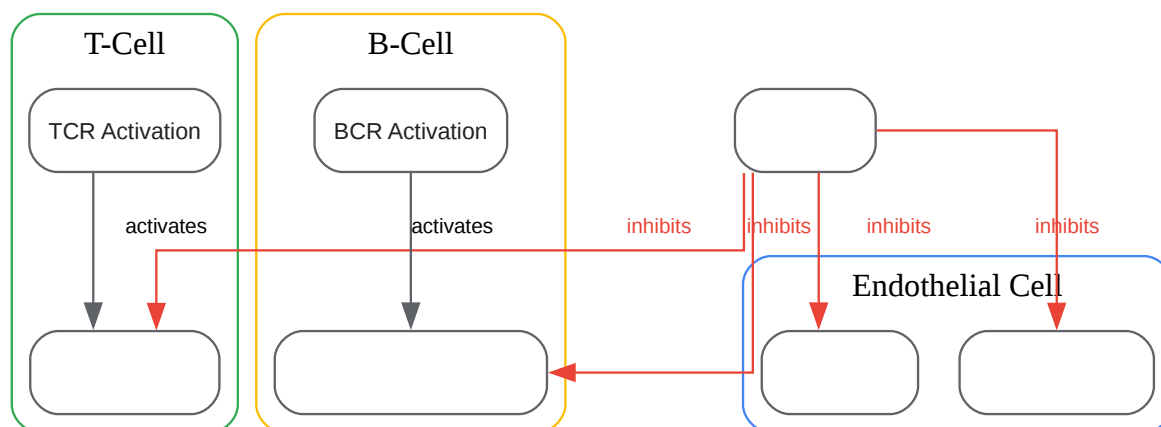 T-Cell
B-Cell
TCR Activation
BCR Activation
activates
activates
inhibits
inhibits
inhibits
inhibits
Endothelial Cell